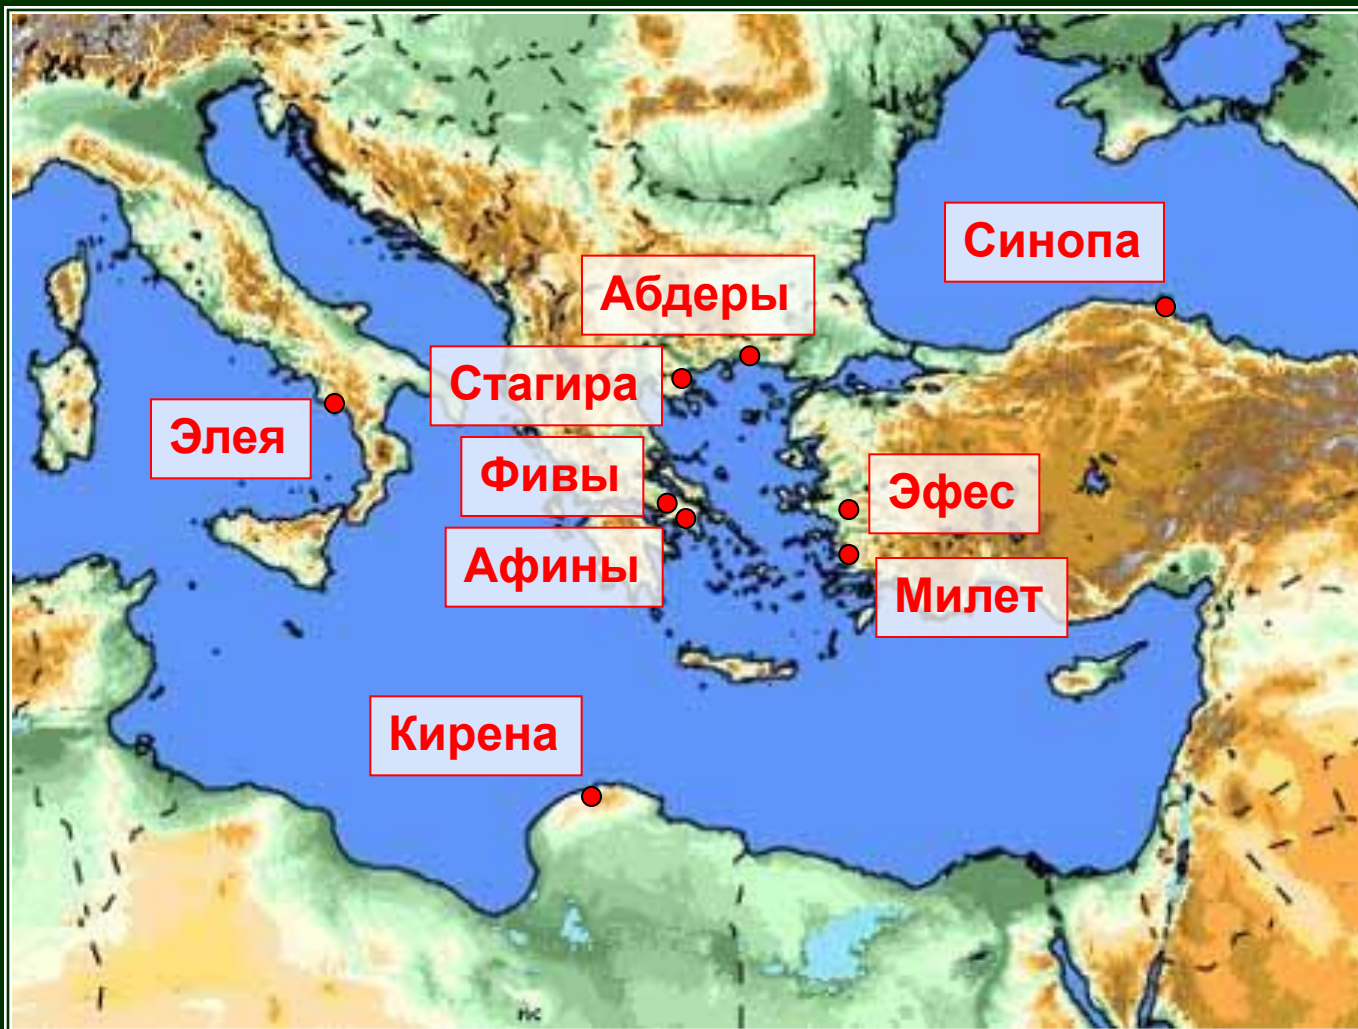 Синопа
Абдеры
Стагира
Элея
Фивы
Эфес
Афины
Милет
Кирена